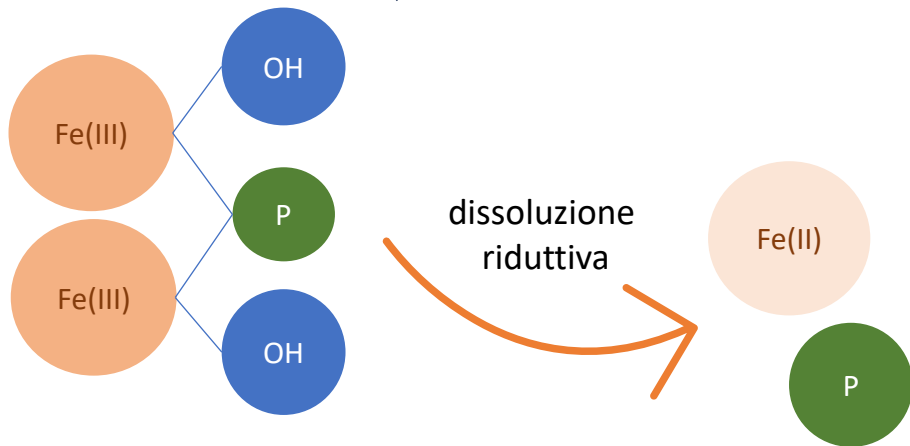 OH
Fe(III)
P
dissoluzione
riduttiva
Fe(II)
Fe(III)
OH
P